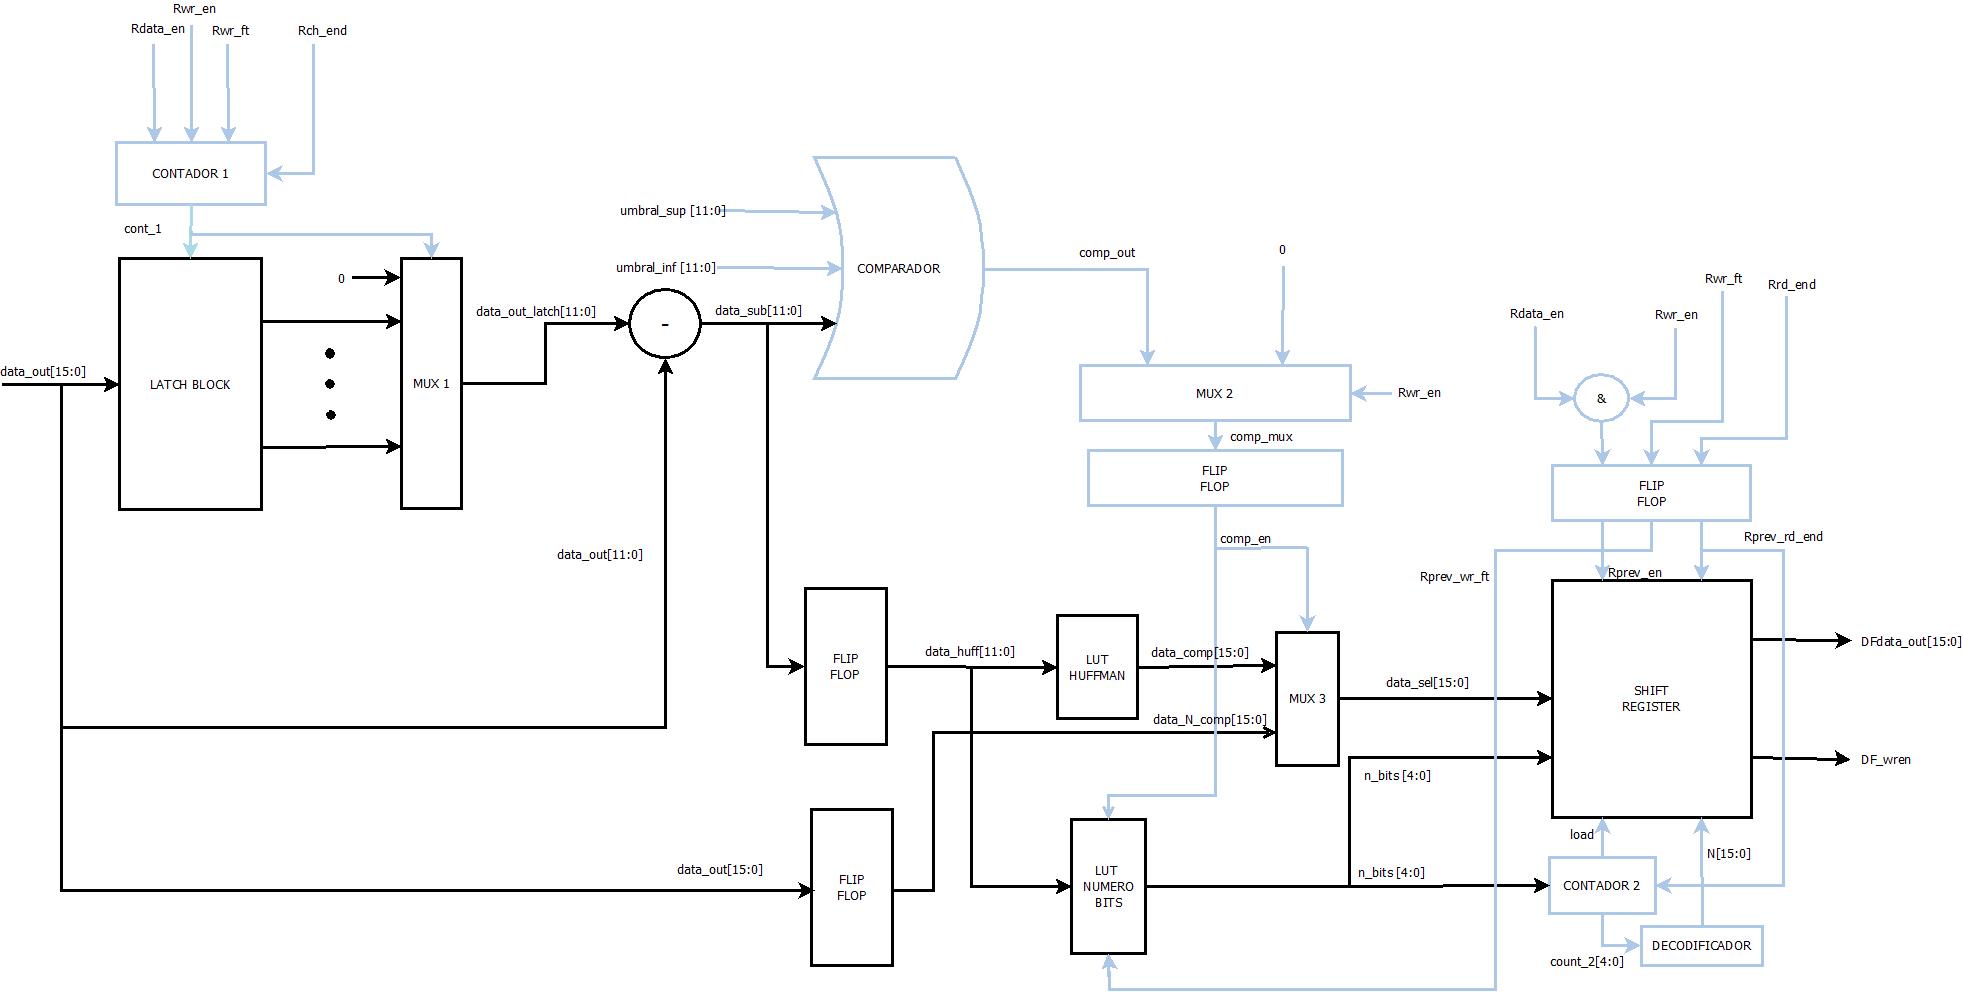 Rwr_en
Rdata_en
Rwr_ft
Rch_end
CONTADOR 1
cont_1
umbral_sup [11:0]
umbral_inf [11:0]
COMPARADOR
comp_out
0
0
data_out_latch[11:0]
-
data_sub[11:0]
Rwr_ft
Rrd_end
Rdata_en
Rwr_en
data_out[15:0]
LATCH BLOCK
MUX 1
MUX 2
Rwr_en
&
comp_mux
FLIP
FLOP
FLIP
FLOP
data_out[11:0]
comp_en
Rprev_rd_end
Rprev_wr_ft
Rprev_en
FLIP
FLOP
data_huff[11:0]
LUT
HUFFMAN
data_comp[15:0]
data_N_comp[15:0]
MUX 3
data_sel[15:0]
SHIFT
REGISTER
DFdata_out[15:0]
DF_wren
n_bits [4:0]
data_out[15:0]
FLIP
FLOP
LUT
NUMERO
BITS
n_bits [4:0]
load
N[15:0]
CONTADOR 2
DECODIFICADOR
count_2[4:0]